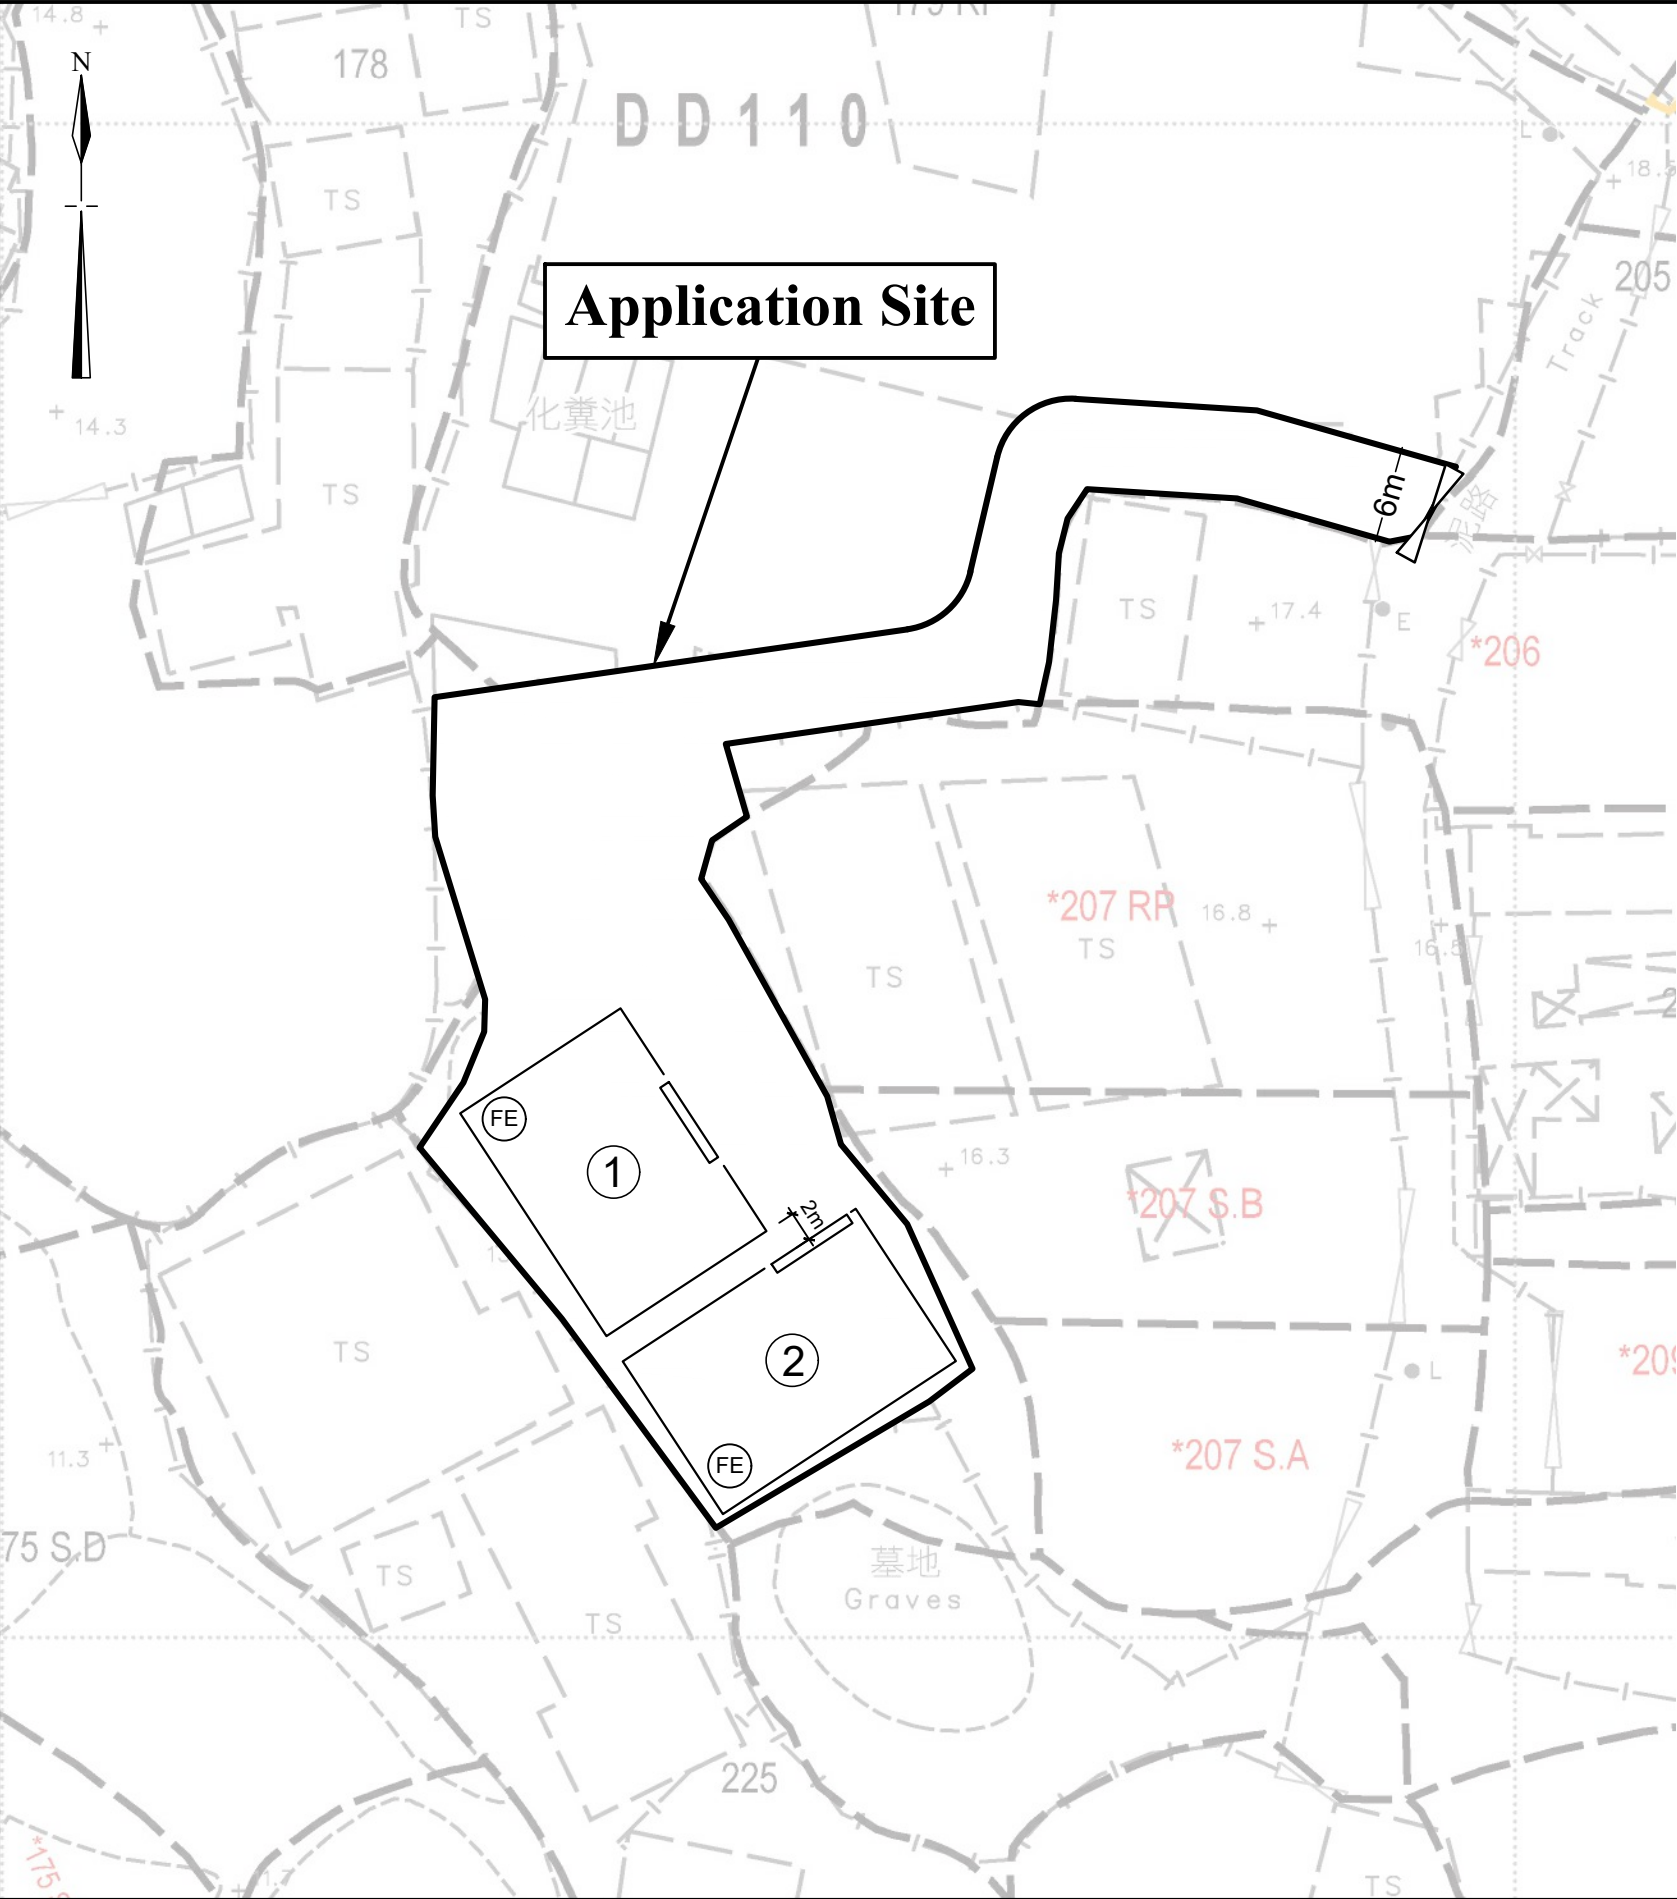 14.8
TS
N
178
DD110
L
18.5
TS
205
Application Site
Track
化糞池
14.3
TS
6m
泥路
TS
17.4
E
*206
*207 RP
16.8
TS
TS
16.5
FE
1
16.3
2m
*207 S.B
TS
2
L
*207 S.A
11.3
FE
75 S.D
墓地
TS
Graves
TS
225
TS